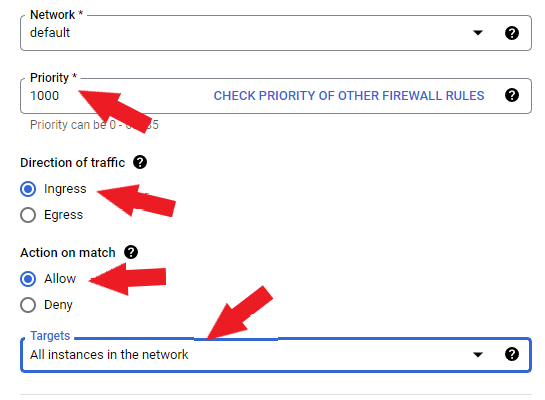 Network *
default
Priority *
1000
CHECK PRIORITY OF OTHER FIREWALL RULES
Priority can be 0 - 35
Direction of traffic
Ingress
Egress
Action on match
Allow
Deny
Targets
All instances in the network